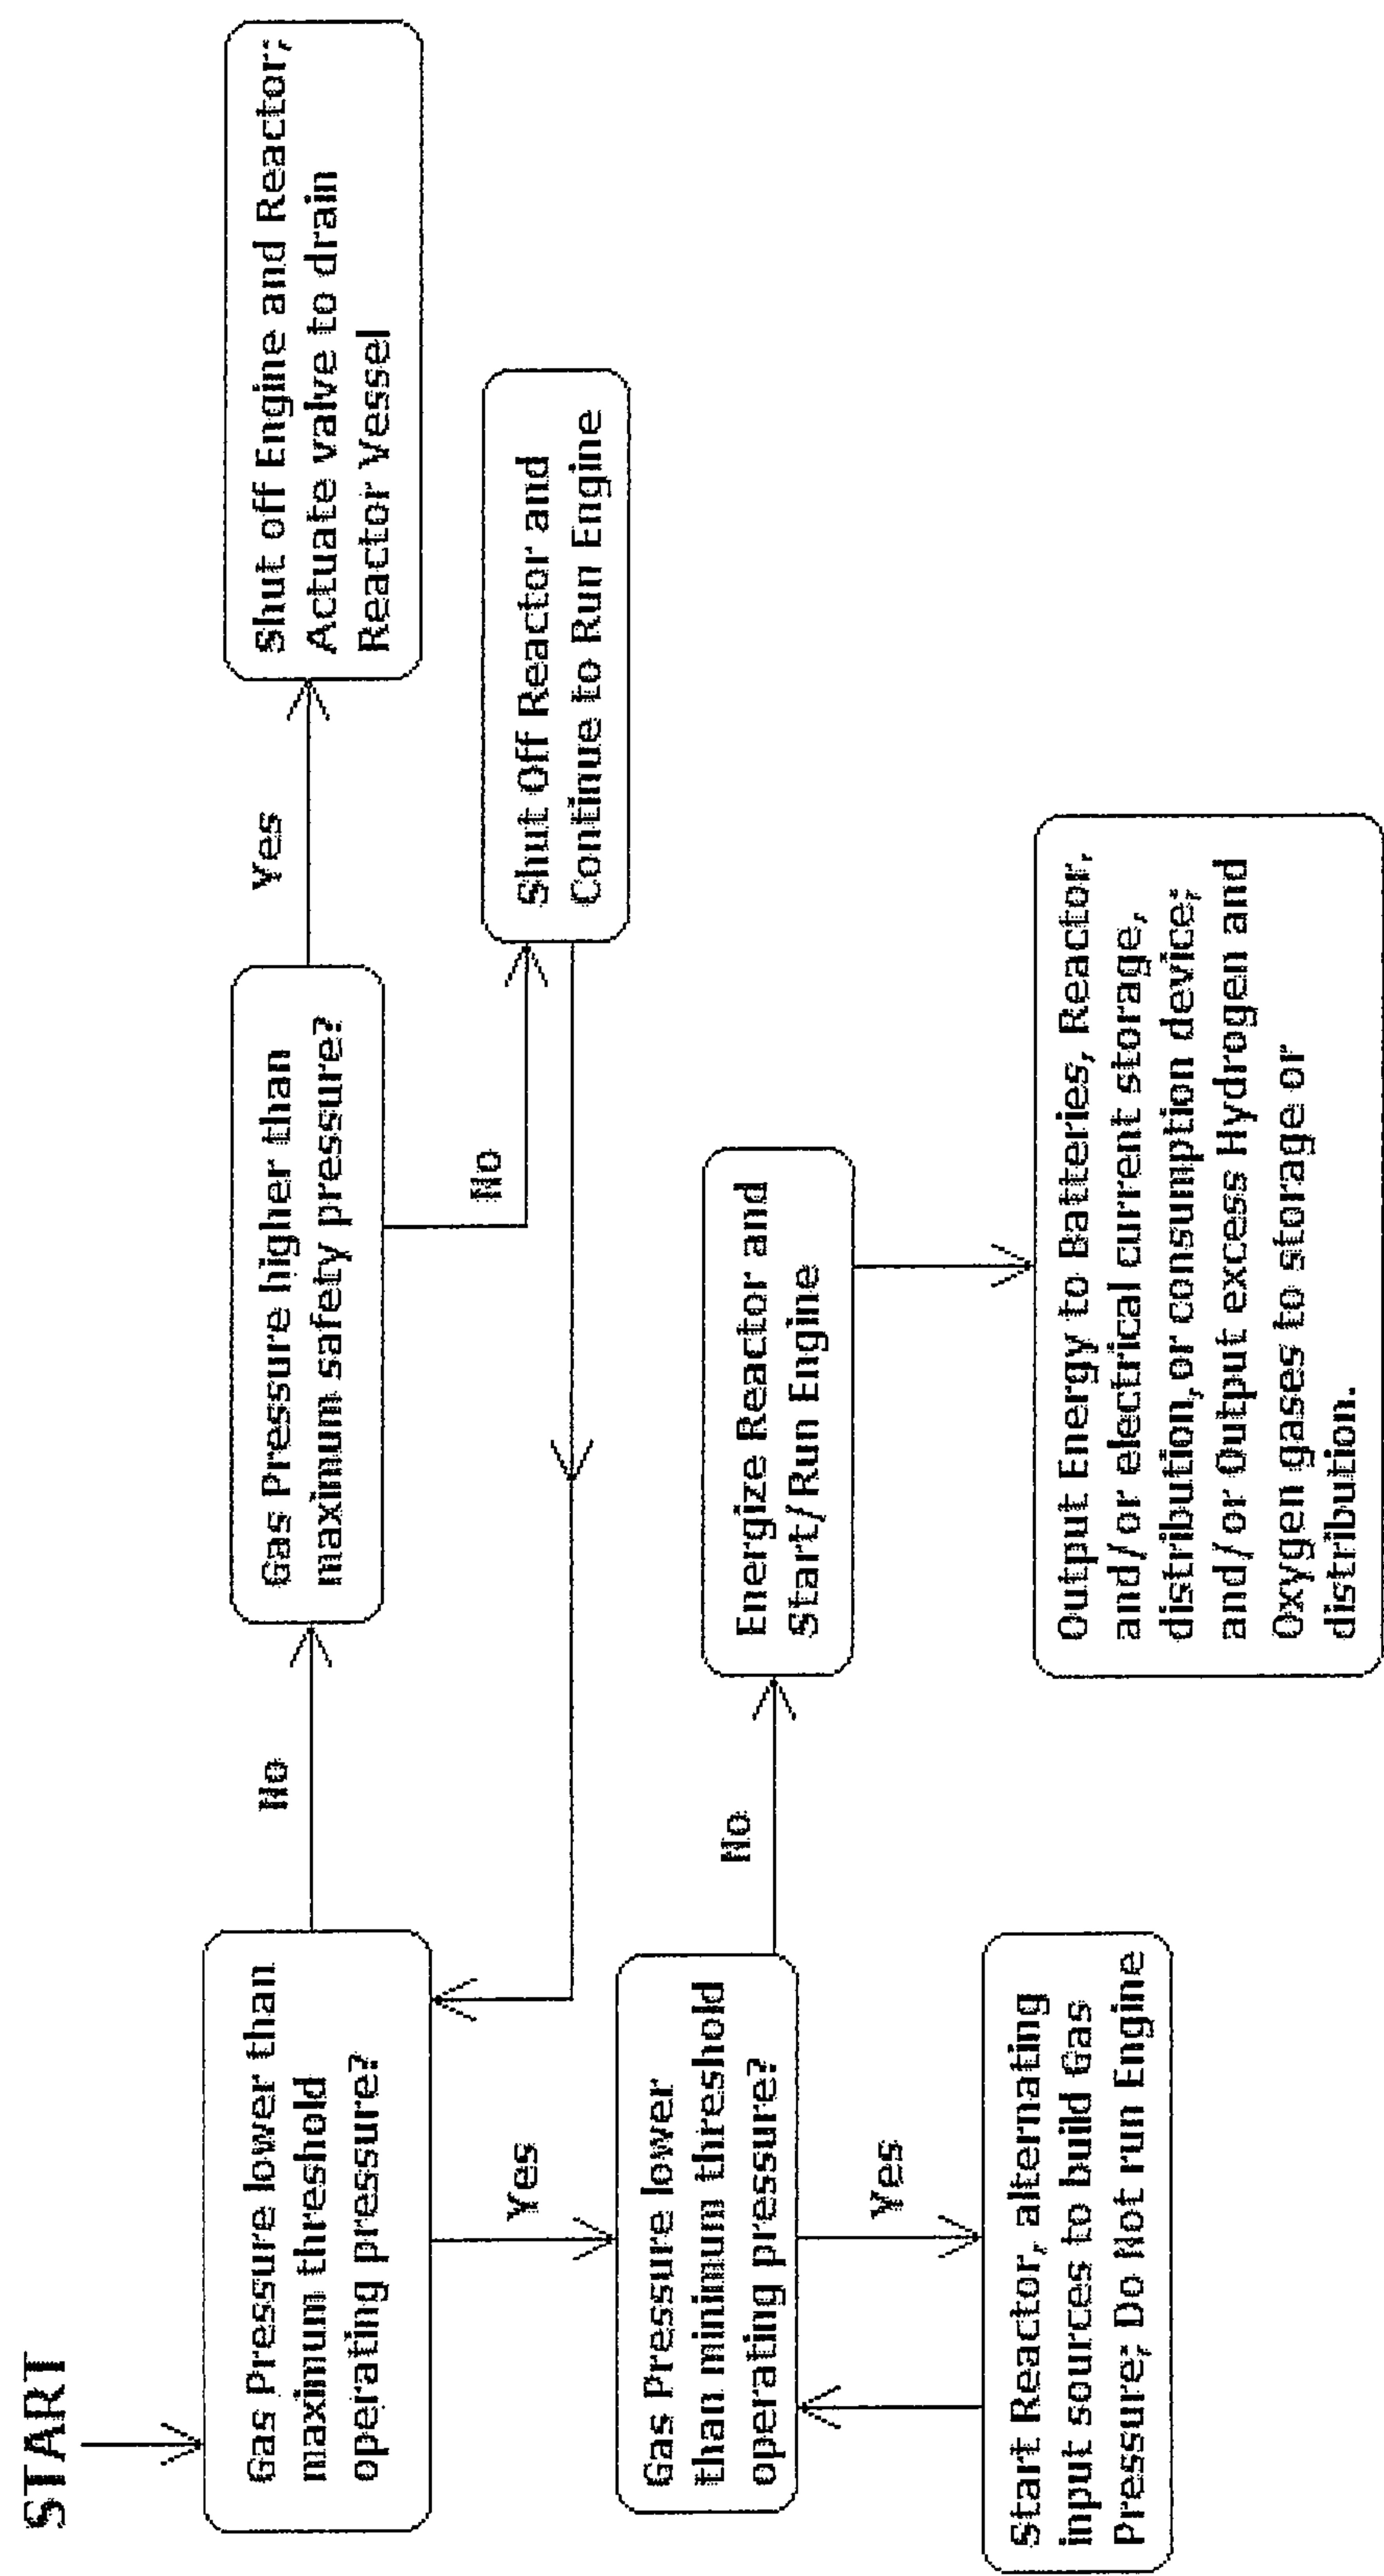 START
Gas Pressure lower than
maximum threshold
operating pressure?
No
Gas Pressure higher than
maximum safety pressure?
Yes
Shut off Engine and Reactor;
Actuate valve to drain
Reactor Vessel
No
Shut Off Reactor and
Continue to Run Engine
Yes
Gas Pressure lower
than minimum threshold
operating pressure?
No
Energize Reactor and
Start/Run Engine
Yes
Start Reactor, alternating
input sources to build Gas
Pressure; Do Not run Engine
Output Energy to Batteries, Reactor,
and/or electrical current storage,
distribution, or consumption device;
and/or Output excess Hydrogen and
Oxygen gases to storage or
distribution.